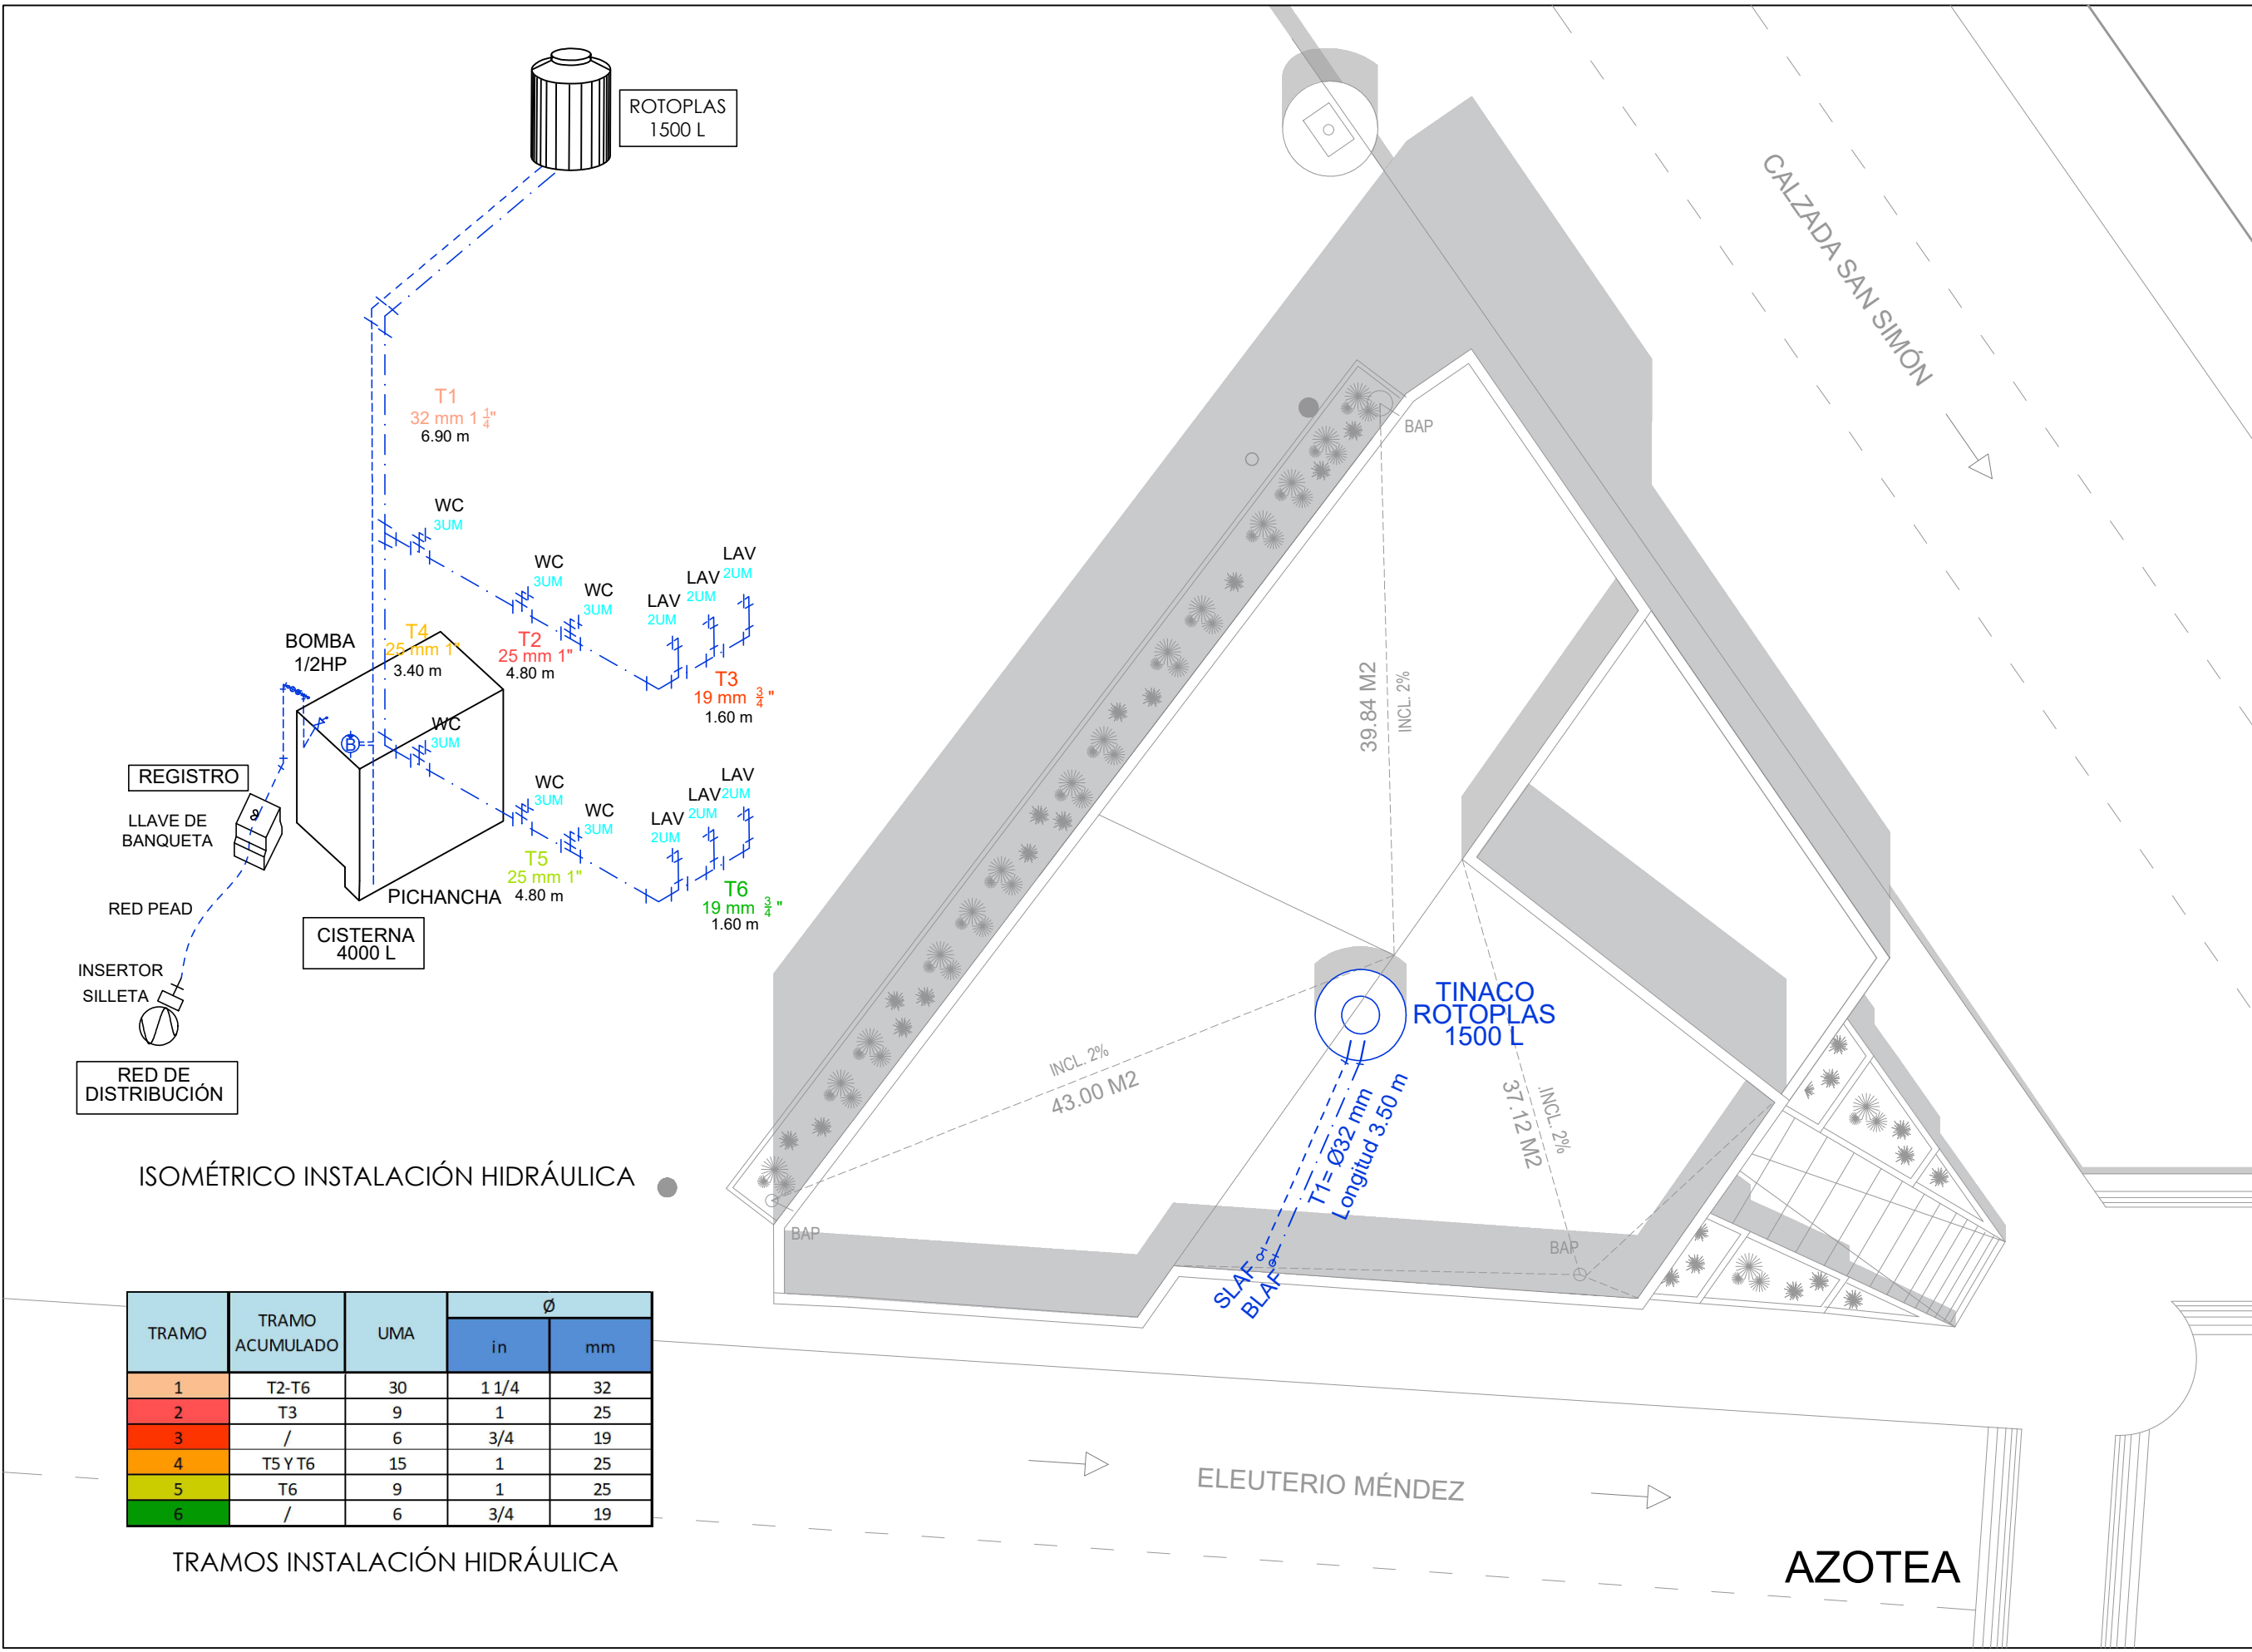 ROTOPLAS
1500 L
T1
32 mm 1 1/4"
6.90 m
WC
3UM
WC
3UM
WC
3UM
LAV
2UM
LAV
2UM
LAV
2UM
BOMBA
1/2HP
T4
25 mm 1"
3.40 m
T2
25 mm 1"
4.80 m
T3
19 mm 3/4"
1.60 m
B
WC
3UM
WC
3UM
WC
3UM
LAV
2UM
LAV
2UM
LAV
2UM
REGISTRO
LLAVE DE
BANQUETA
T5
25 mm 1"
4.80 m
T6
19 mm 3/4"
1.60 m
RED PEAD
PICHANCHA
CISTERNA
4000 L
INSERTOR
SILLETA
RED DE
DISTRIBUCIÓN
ISOMÉTRICO INSTALACIÓN HIDRÁULICA
TRAMO
TRAMO
ACUMULADO
UMA
Ø
in
mm
1 T2-T6 30 1 1/4 32
2 T3 9 1 25
3 / 6 3/4 19
4 T5 Y T6 15 1 25
5 T6 9 1 25
6 / 6 3/4 19
TRAMOS INSTALACIÓN HIDRÁULICA
CALZADA SAN SIMÓN
BAP
39.84 M2
INCL. 2%
TINACO
ROTOPLAS
1500 L
INCL. 2%
43.00 M2
T1= Ø32 mm
Longitud 3.50 m
INCL. 2%
37.12 M2
BAP
BAP
SLAF
BLAF
ELEUTERIO MÉNDEZ
AZOTEA